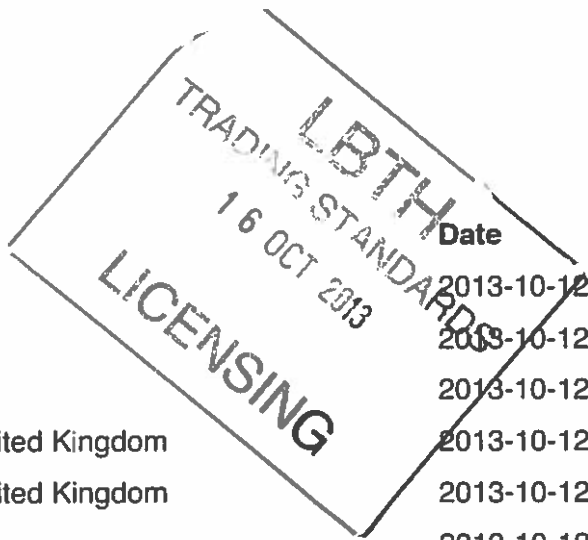 LBTH
TRADING STANDARDS
16 OCT 2013
LICENSING
Date
2013-10-12
2013-10-12
2013-10-12
ited Kingdom 2013-10-12
ited Kingdom 2013-10-12